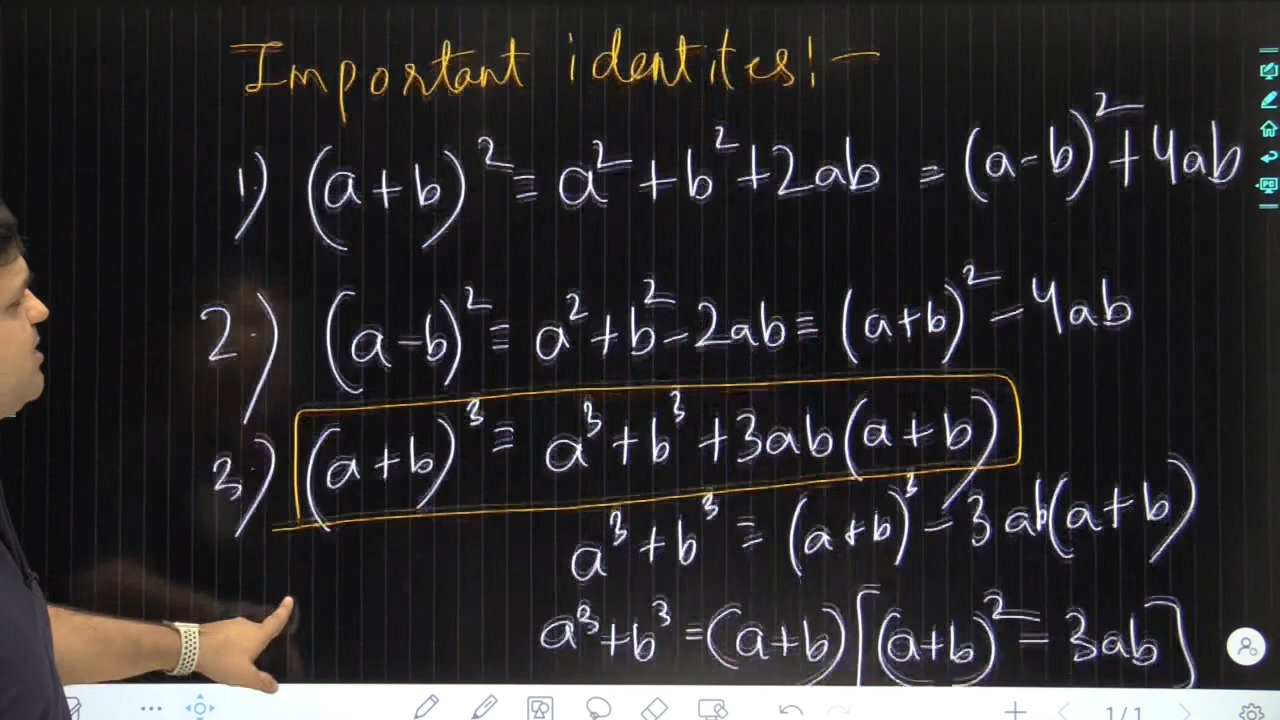 Important identites!-
1.) (a+b)² ≡ a²+b²+2ab = (a-b)²+4ab
2.) (a-b)² ≡ a²+b²-2ab ≡ (a+b)²-4ab
3.) (a+b)³ ≡ a³+b³+3ab(a+b)
a³+b³ ≡ (a+b)³-3ab(a+b)
a³+b³ = (a+b)[(a+b)²-3ab]
PC
1/1